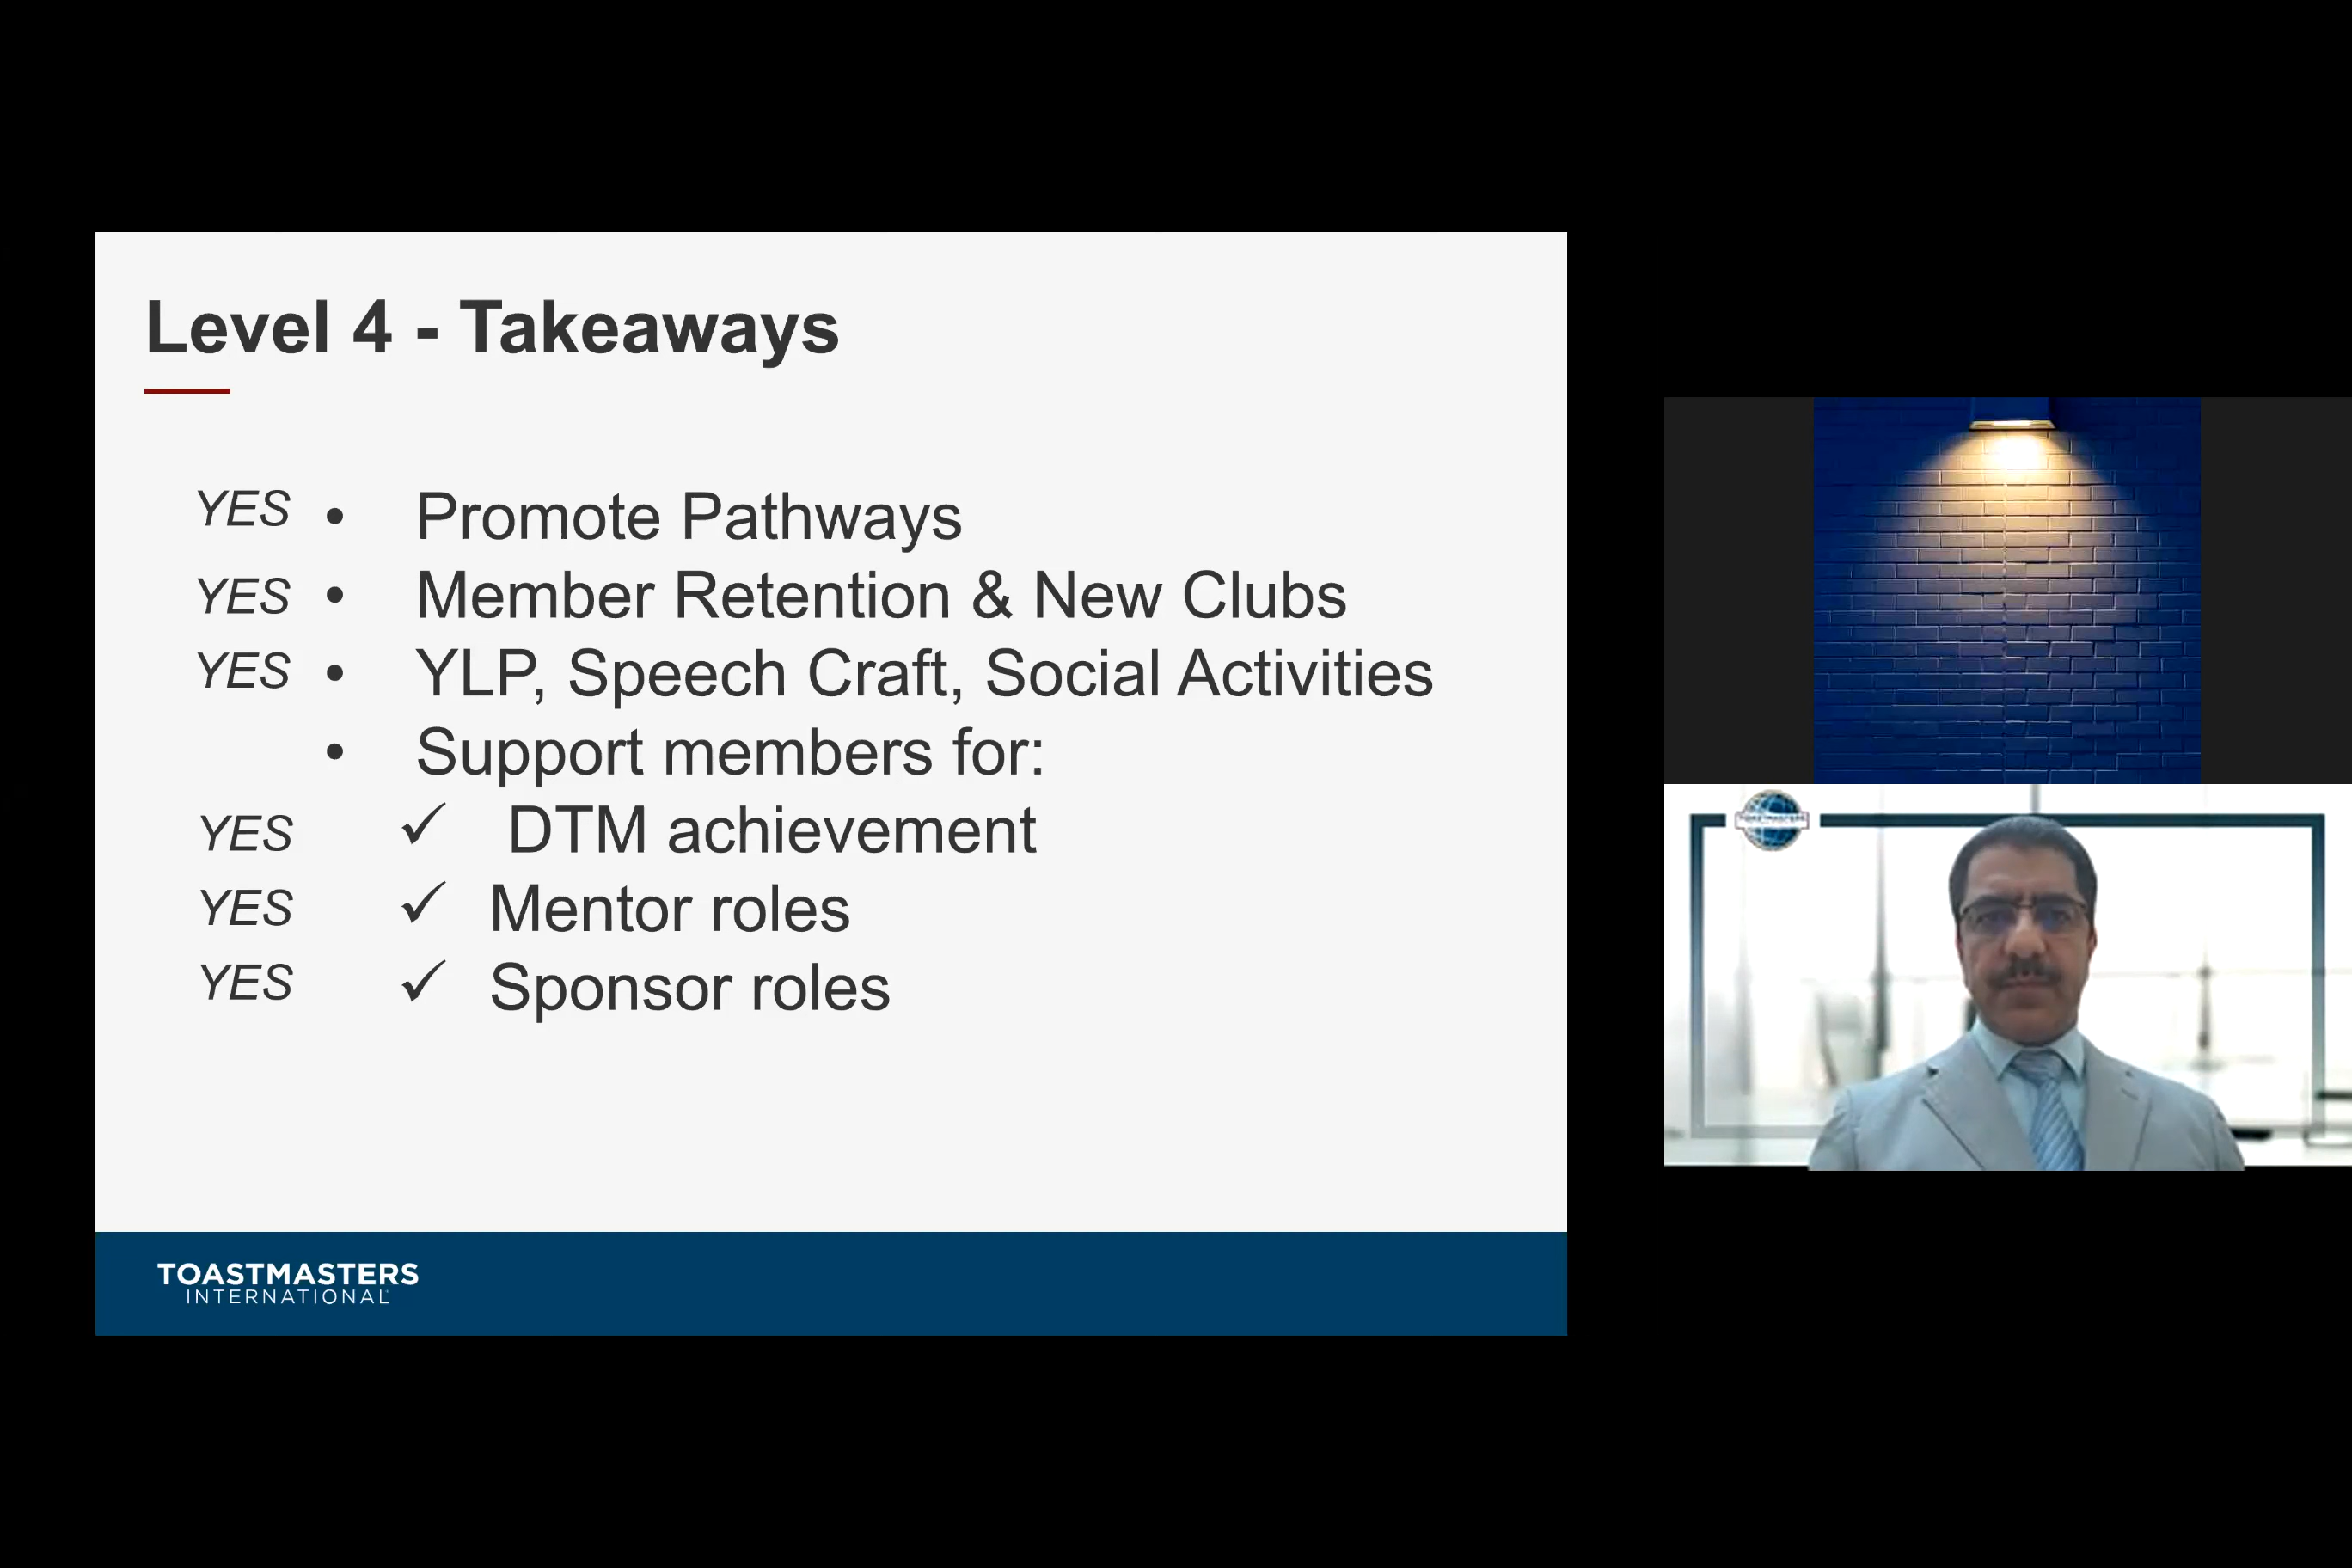 Level 4 - Takeaways
YES • Promote Pathways
YES • Member Retention & New Clubs
YES • YLP, Speech Craft, Social Activities
• Support members for:
YES ✓ DTM achievement
YES ✓ Mentor roles
YES ✓ Sponsor roles
TOASTMASTERS
INTERNATIONAL
TOASTMASTERS